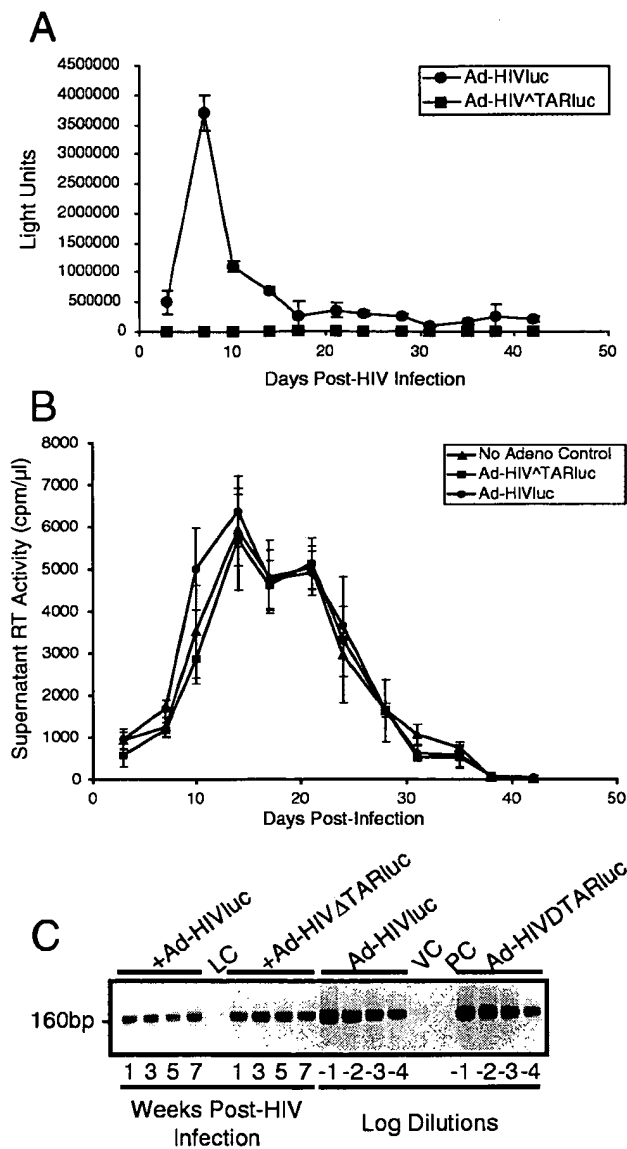 A
4500000
4000000
3500000
3000000
2500000
2000000
1500000
1000000
500000
0
Light Units
Ad-HIVluc
Ad-HIV^TARluc
0 10 20 30 40 50
Days Post-HIV Infection
B
8000
7000
6000
5000
4000
3000
2000
1000
0
Supernatant RT Activity (cpm/µl)
No Adeno Control
Ad-HIV^TARluc
Ad-HIVluc
0 10 20 30 40 50
Days Post-Infection
C
+Ad-HIVluc LC +Ad-HIVΔTARluc Ad-HIVluc VC PC Ad-HIVDTARluc
160bp
1 3 5 7 1 3 5 7 -1 -2 -3 -4 -1 -2 -3 -4
Weeks Post-HIV
Infection
Log Dilutions